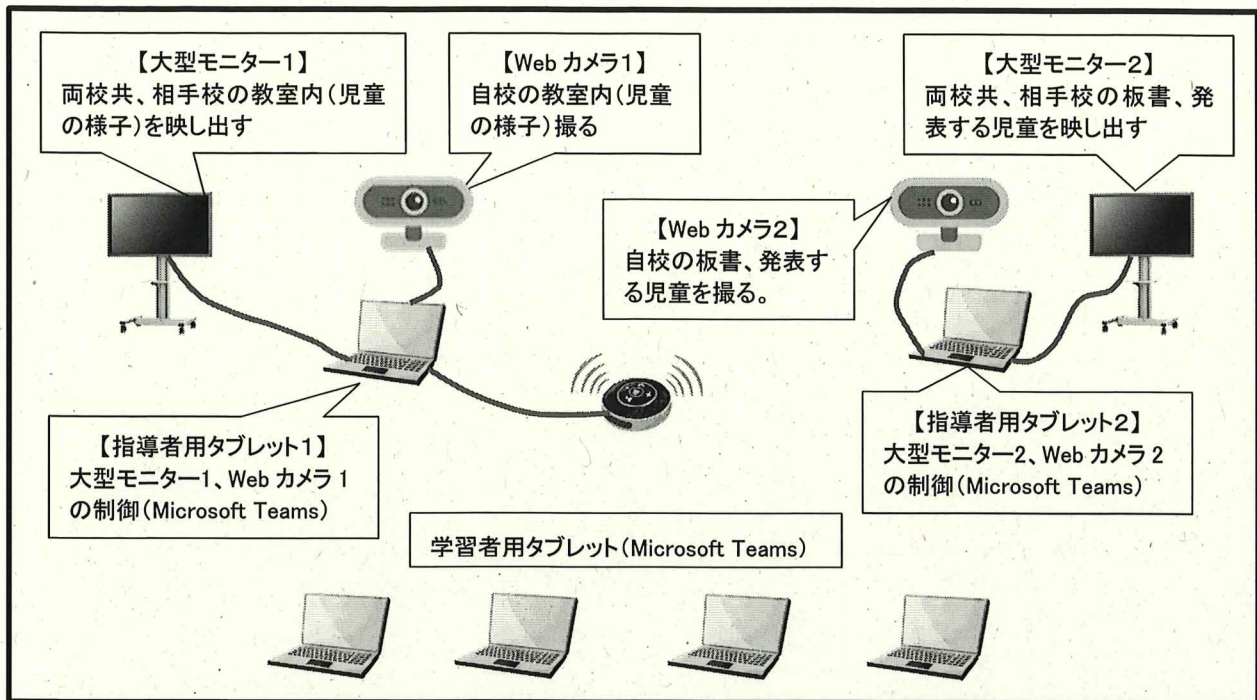 【大型モニター1】
両校共、相手校の教室内(児童
の様子)を映し出す
【Web カメラ1】
自校の教室内(児童
の様子)撮る
【大型モニター2】
両校共、相手校の板書、発
表する児童を映し出す
【Web カメラ2】
自校の板書、発表す
る児童を撮る。
【指導者用タブレット1】
大型モニター1、Web カメラ 1
の制御(Microsoft Teams)
【指導者用タブレット2】
大型モニター2、Web カメラ 2
の制御(Microsoft Teams)
学習者用タブレット(Microsoft Teams)